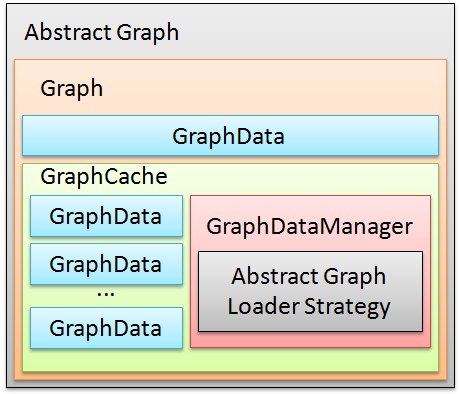 Abstract Graph
Graph
GraphData
GraphCache
GraphData
GraphData
...
GraphData
GraphDataManager
Abstract Graph
Loader Strategy